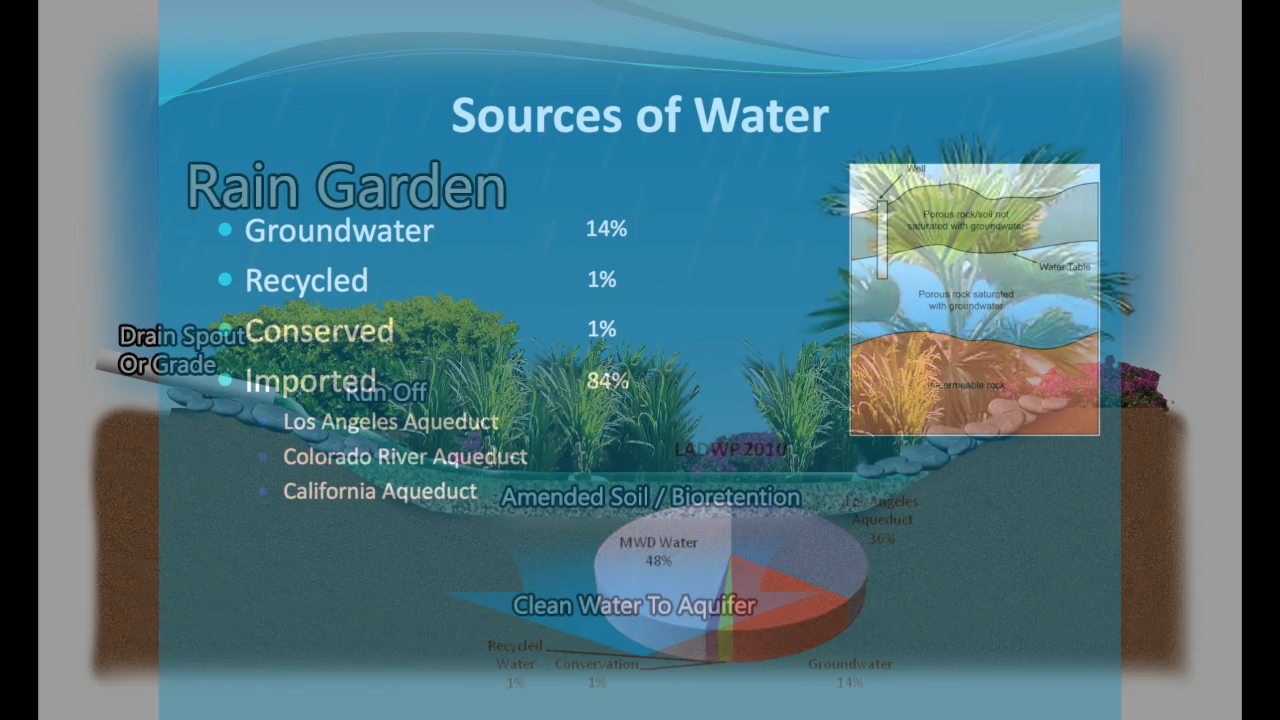 Sources of Water
Rain Garden
Groundwater 14%
Recycled 1%
Conserved 1%
Imported 84%
Los Angeles Aqueduct
Colorado River Aqueduct
California Aqueduct
Drain Spout
Or Grade
Run Off
Amended Soil / Bioretention
Clean Water To Aquifer
Well
Porous rock/soil not
saturated with groundwater
Water Table
Porous rock saturated
with groundwater
Impermeable rock
LADWP 2010
Los Angeles
Aqueduct
36%
MWD Water
48%
Recycled
Water
1%
Conservation
1%
Groundwater
14%